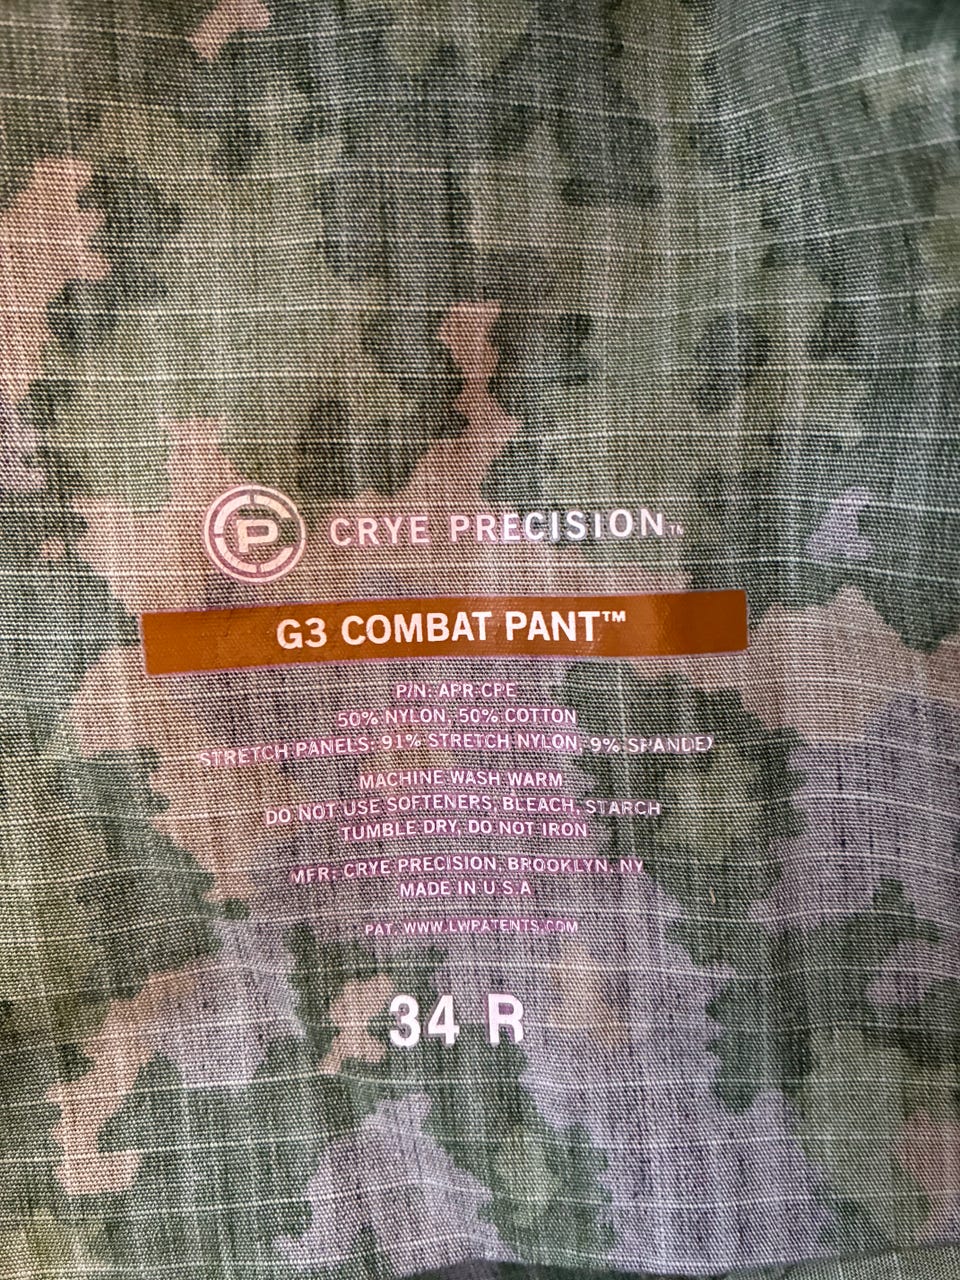 CP
CRYE PRECISION™
G3 COMBAT PANT™
P/N: APR-CPE
50% NYLON, 50% COTTON
STRETCH PANELS: 91% STRETCH NYLON, 9% SPANDEX
MACHINE WASH WARM
DO NOT USE SOFTENERS, BLEACH, STARCH
TUMBLE DRY, DO NOT IRON
MFR: CRYE PRECISION, BROOKLYN, NY
MADE IN U.S.A
PAT. WWW.LWPATENTS.COM
34 R